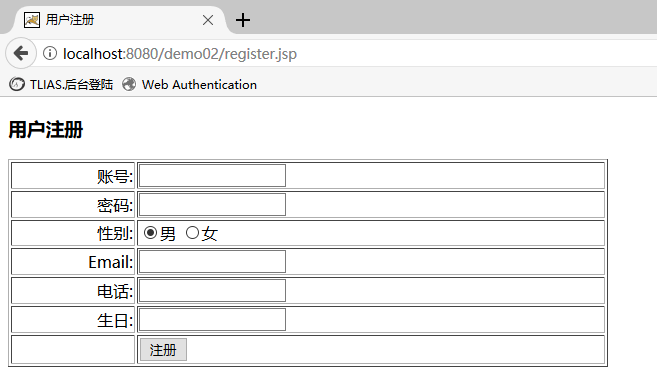 用户注册
localhost:8080/demo02/register.jsp
TLIAS.后台登陆 Web Authentication
用户注册
账号:
密码:
性别: 男 女
Email:
电话:
生日:
注册